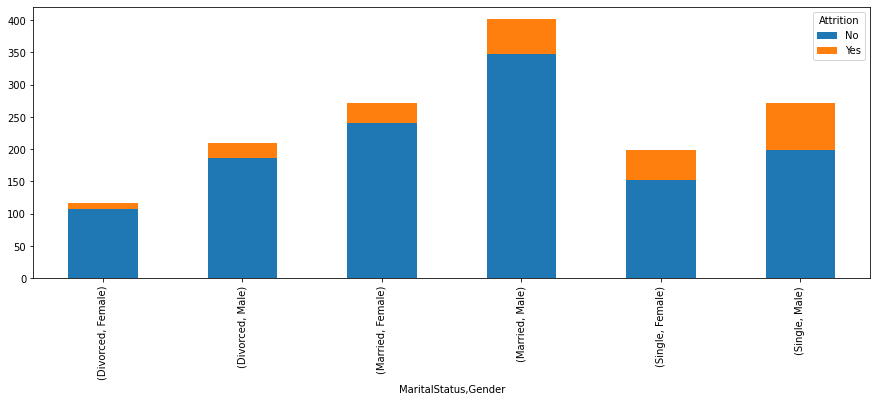 400
350
300
250
200
150
100
50
0
Attrition
No
Yes
(Divorced, Female)
(Divorced, Male)
(Married, Female)
(Married, Male)
(Single, Female)
(Single, Male)
MaritalStatus,Gender